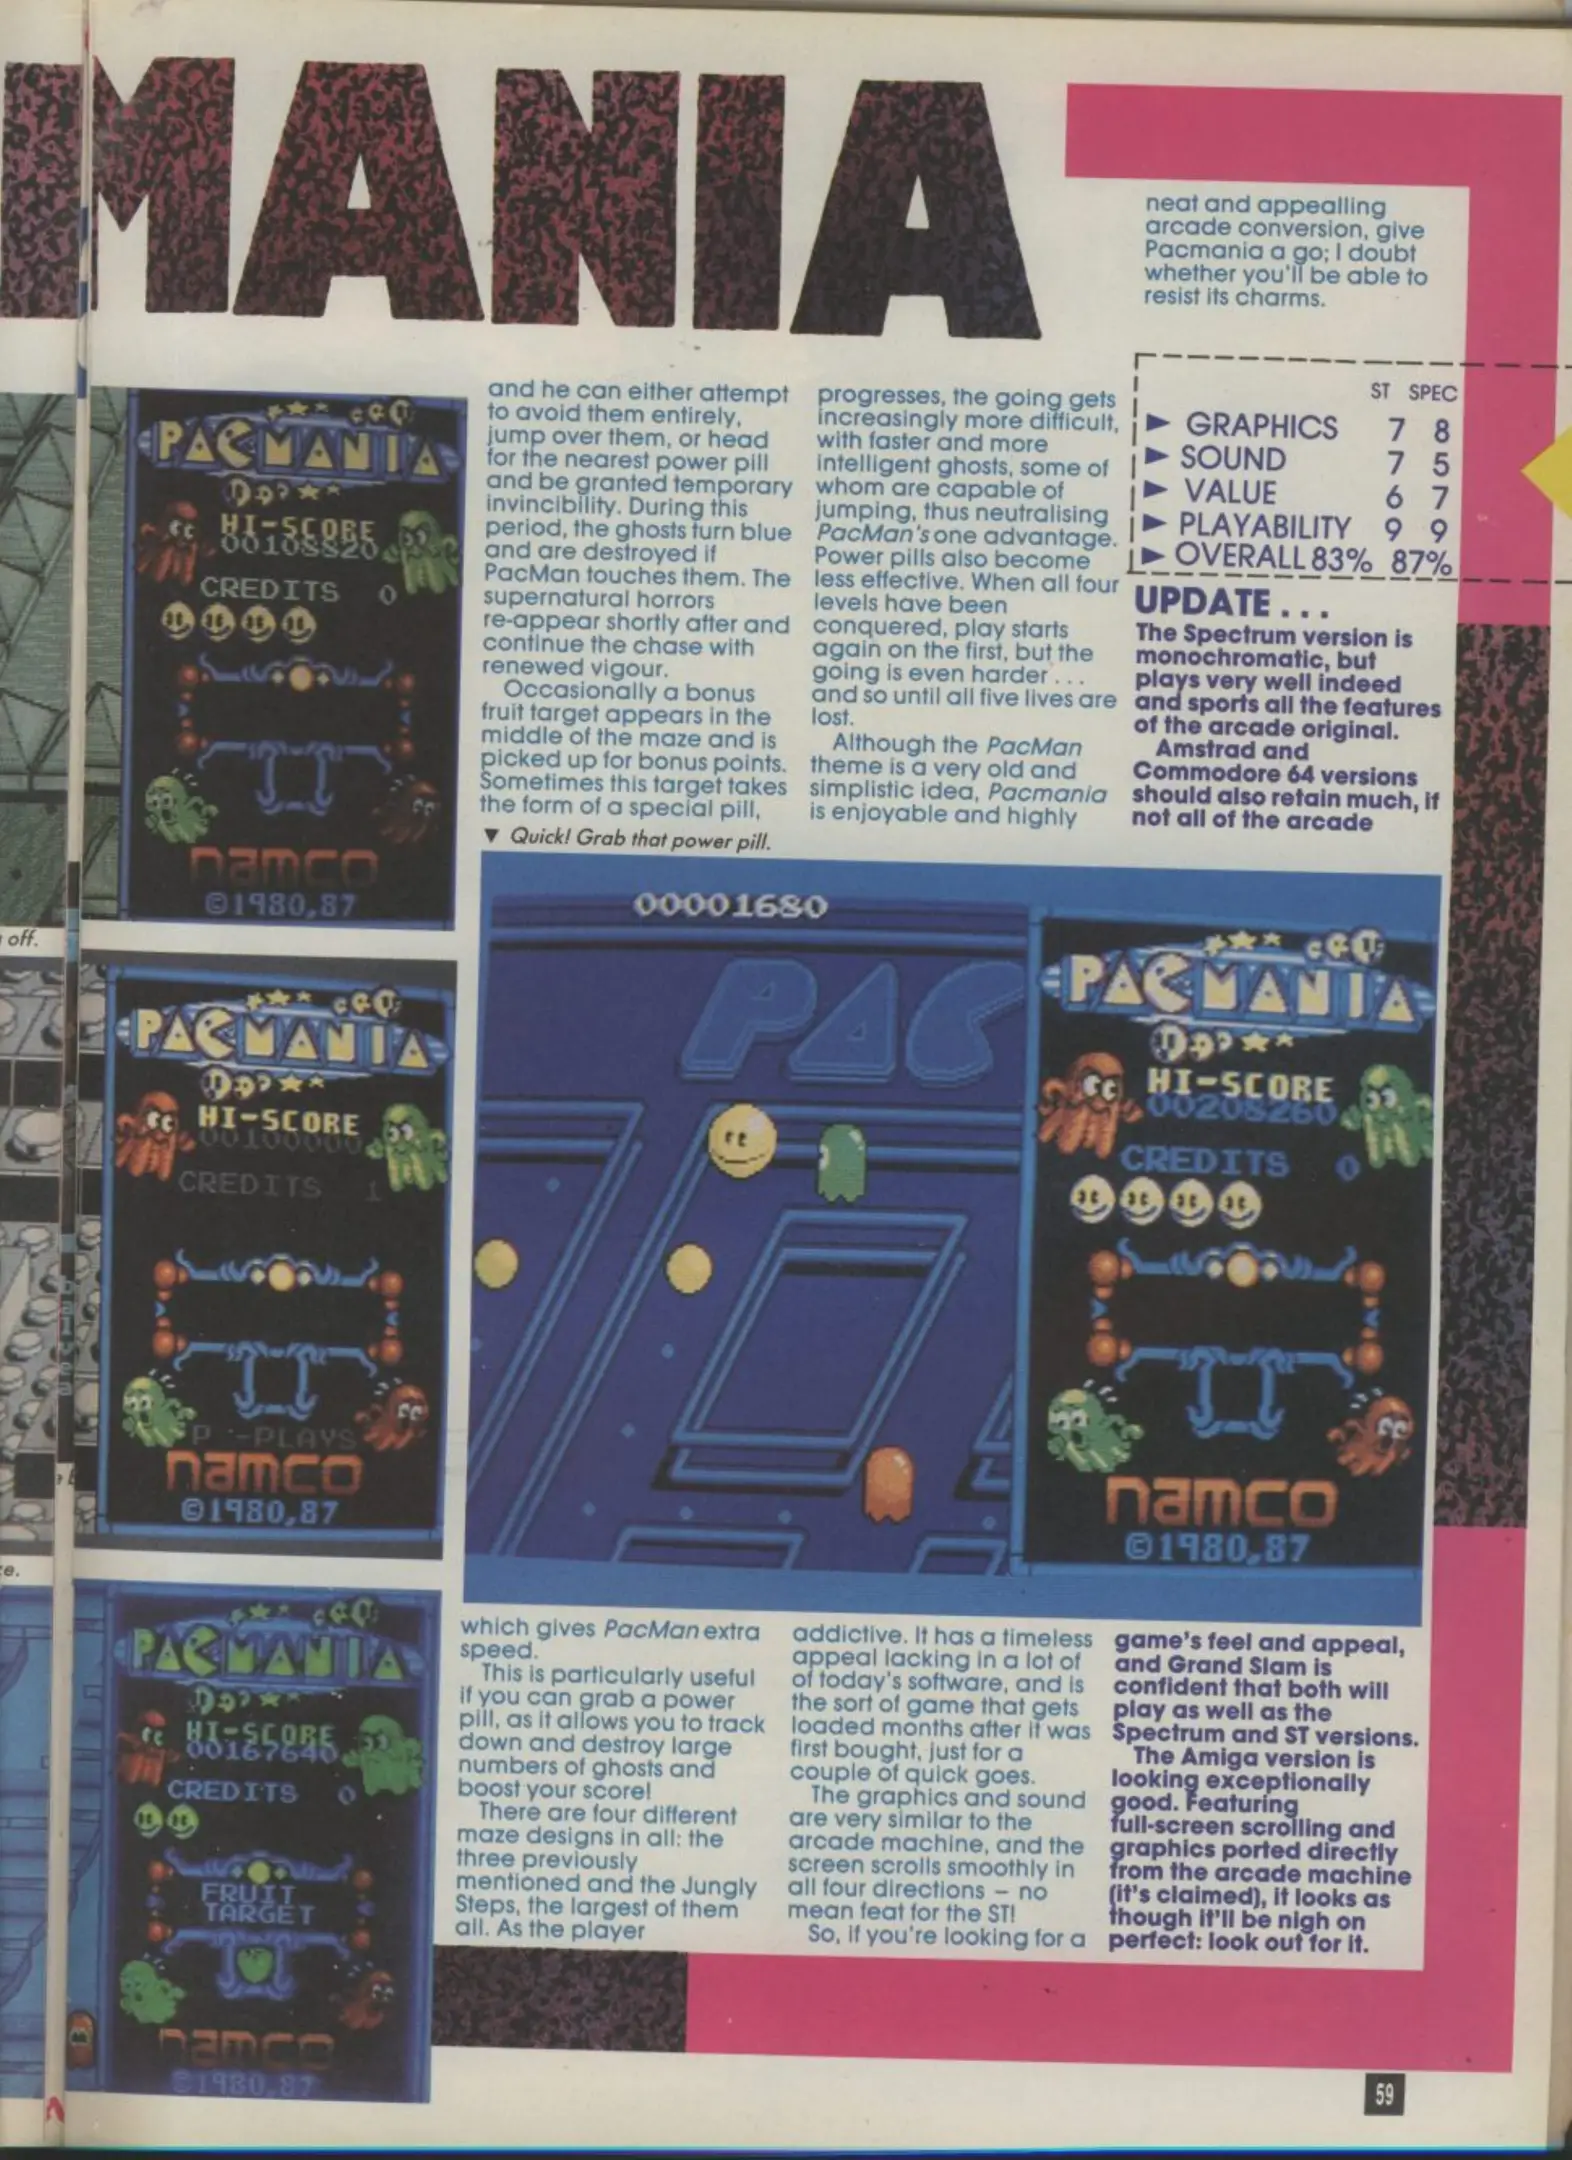 MANIA
off.
PACMANIA
HI-SCORE
00108820
CREDITS 0
namco
©1980,87
PACMANIA
HI-SCORE
00100000
CREDITS 1
-PLAYS
namco
©1980,87
PACMANIA
HI-SCORE
00167640
CREDITS 0
FRUIT
TARGET
namco
©1980,87
and he can either attempt
to avoid them entirely,
jump over them, or head
for the nearest power pill
and be granted temporary
invincibility. During this
period, the ghosts turn blue
and are destroyed if
PacMan touches them. The
supernatural horrors
re-appear shortly after and
continue the chase with
renewed vigour.
Occasionally a bonus
fruit target appears in the
middle of the maze and is
picked up for bonus points.
Sometimes this target takes
the form of a special pill,
▼ Quick! Grab that power pill.
00001680
PAC
PACMANIA
HI-SCORE
00208260
CREDITS 0
namco
©1980,87
which gives PacMan extra
speed.
This is particularly useful
if you can grab a power
pill, as it allows you to track
down and destroy large
numbers of ghosts and
boost your score!
There are four different
maze designs in all: the
three previously
mentioned and the Jungly
Steps, the largest of them
all. As the player
progresses, the going gets
increasingly more difficult,
with faster and more
intelligent ghosts, some of
whom are capable of
jumping, thus neutralising
PacMan's one advantage.
Power pills also become
less effective. When all four
levels have been
conquered, play starts
again on the first, but the
going is even harder . . .
and so until all five lives are
lost.
Although the PacMan
theme is a very old and
simplistic idea, Pacmania
is enjoyable and highly
addictive. It has a timeless
appeal lacking in a lot of
of today's software, and is
the sort of game that gets
loaded months after it was
first bought, just for a
couple of quick goes.
The graphics and sound
are very similar to the
arcade machine, and the
screen scrolls smoothly in
all four directions – no
mean feat for the ST!
So, if you're looking for a
neat and appealling
arcade conversion, give
Pacmania a go; I doubt
whether you'll be able to
resist its charms.
ST SPEC
► GRAPHICS 7 8
► SOUND 7 5
► VALUE 6 7
► PLAYABILITY 9 9
► OVERALL 83% 87%
UPDATE . . .
The Spectrum version is
monochromatic, but
plays very well indeed
and sports all the features
of the arcade original.
Amstrad and
Commodore 64 versions
should also retain much, if
not all of the arcade
game's feel and appeal,
and Grand Slam is
confident that both will
play as well as the
Spectrum and ST versions.
The Amiga version is
looking exceptionally
good. Featuring
full-screen scrolling and
graphics ported directly
from the arcade machine
(it's claimed), it looks as
though it'll be nigh on
perfect: look out for it.
59